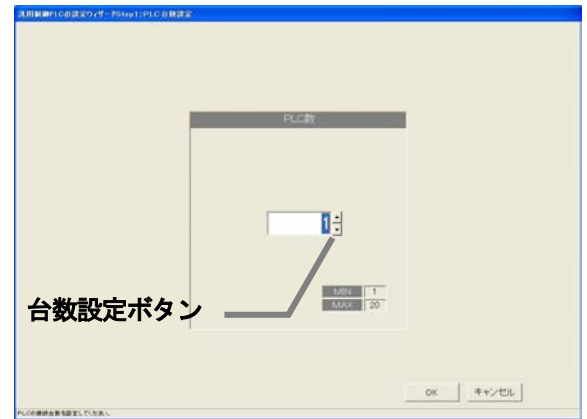 汎用制御PLCの設定ウィザードStep1:PLC台数設定
PLC数
1
MIN 1
MAX 20
台数設定ボタン
OK キャンセル
PLCの接続台数を設定してください。